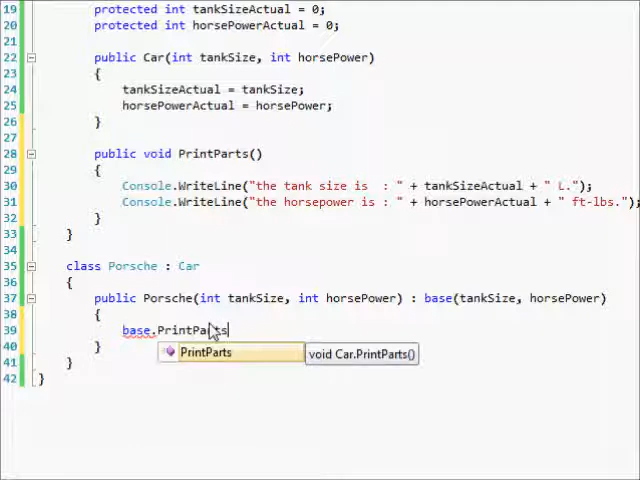 19 protected int tankSizeActual = 0;
20 protected int horsePowerActual = 0;
21
22 public Car(int tankSize, int horsePower)
23 {
24 tankSizeActual = tankSize;
25 horsePowerActual = horsePower;
26 }
27
28 public void PrintParts()
29 {
30 Console.WriteLine("the tank size is  : " + tankSizeActual + " L.");
31 Console.WriteLine("the horsepower is : " + horsePowerActual + " ft-lbs.");
32 }
33 }
34
35 class Porsche : Car
36 {
37 public Porsche(int tankSize, int horsePower) : base(tankSize, horsePower)
38 {
39 base.PrintParts
40 }
PrintParts void Car.PrintParts()
41 }
42 }